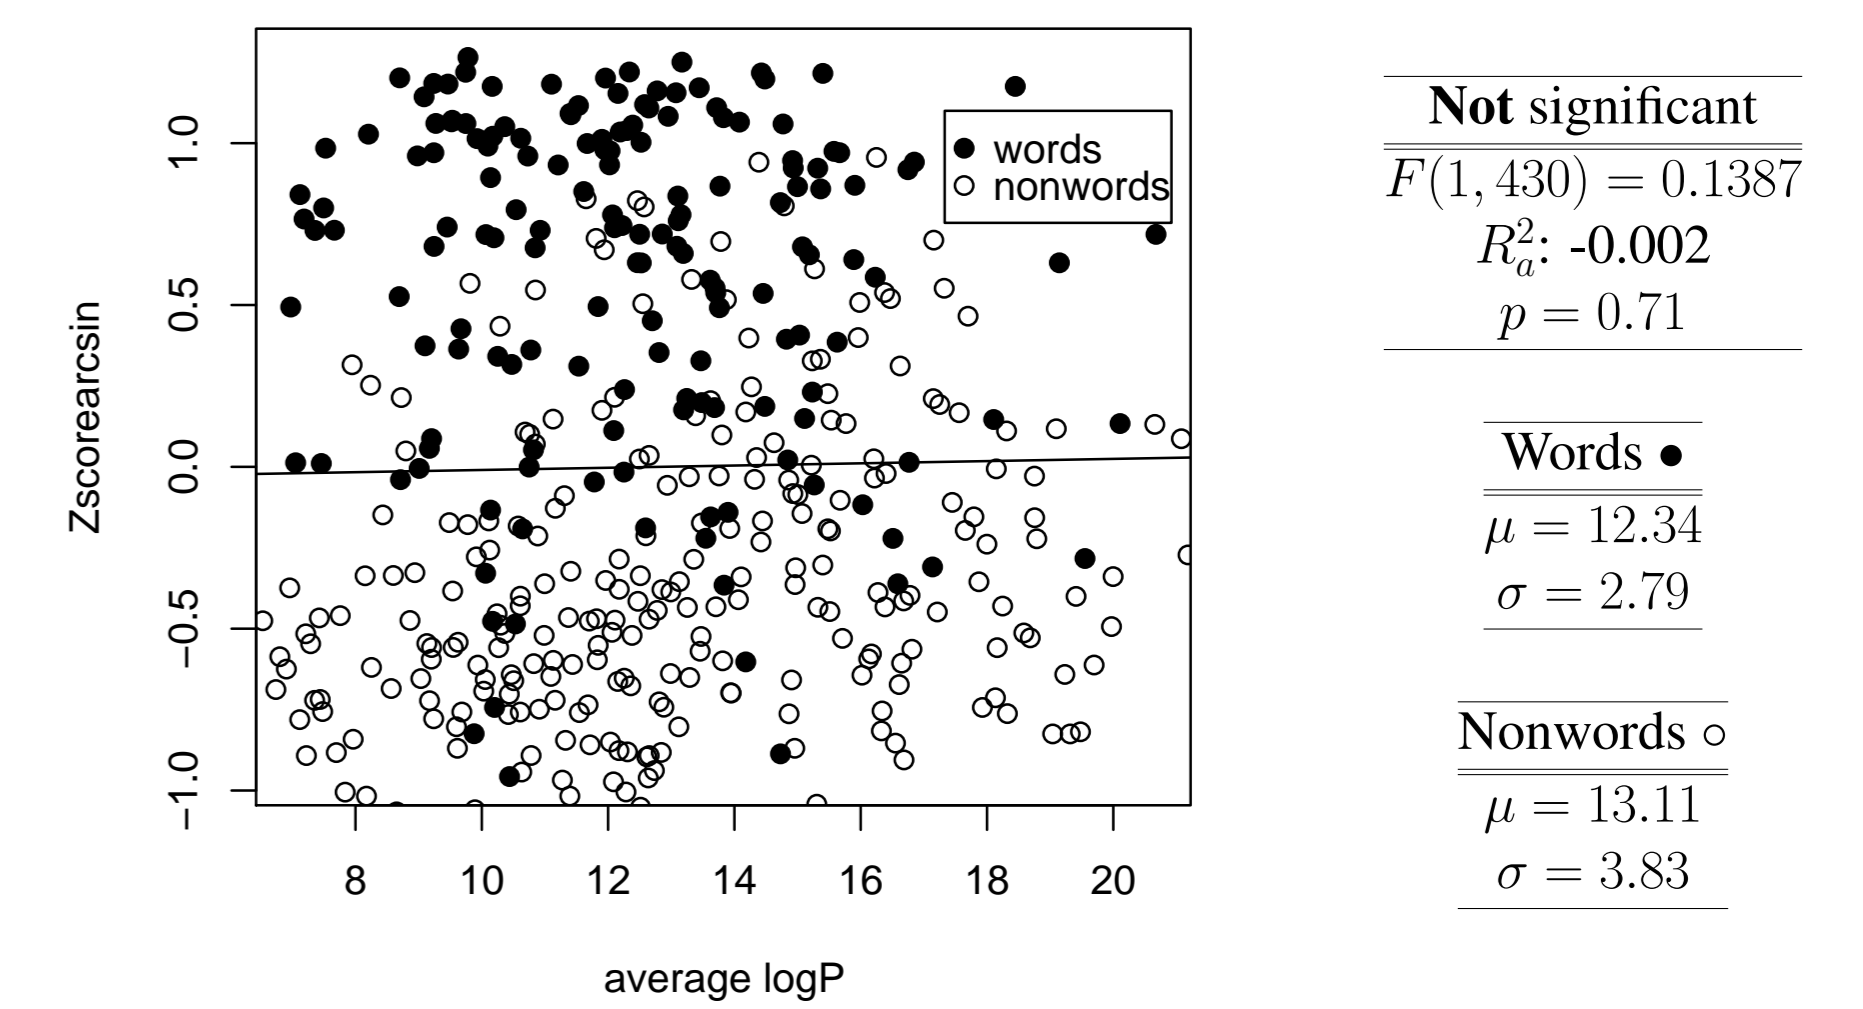 Zscorearcsin
1.0
0.5
0.0
−0.5
−1.0
words
nonwords
8 10 12 14 16 18 20
average logP
Not significant
F(1, 430) = 0.1387
R²ₐ: -0.002
p = 0.71
Words ●
μ = 12.34
σ = 2.79
Nonwords ○
μ = 13.11
σ = 3.83